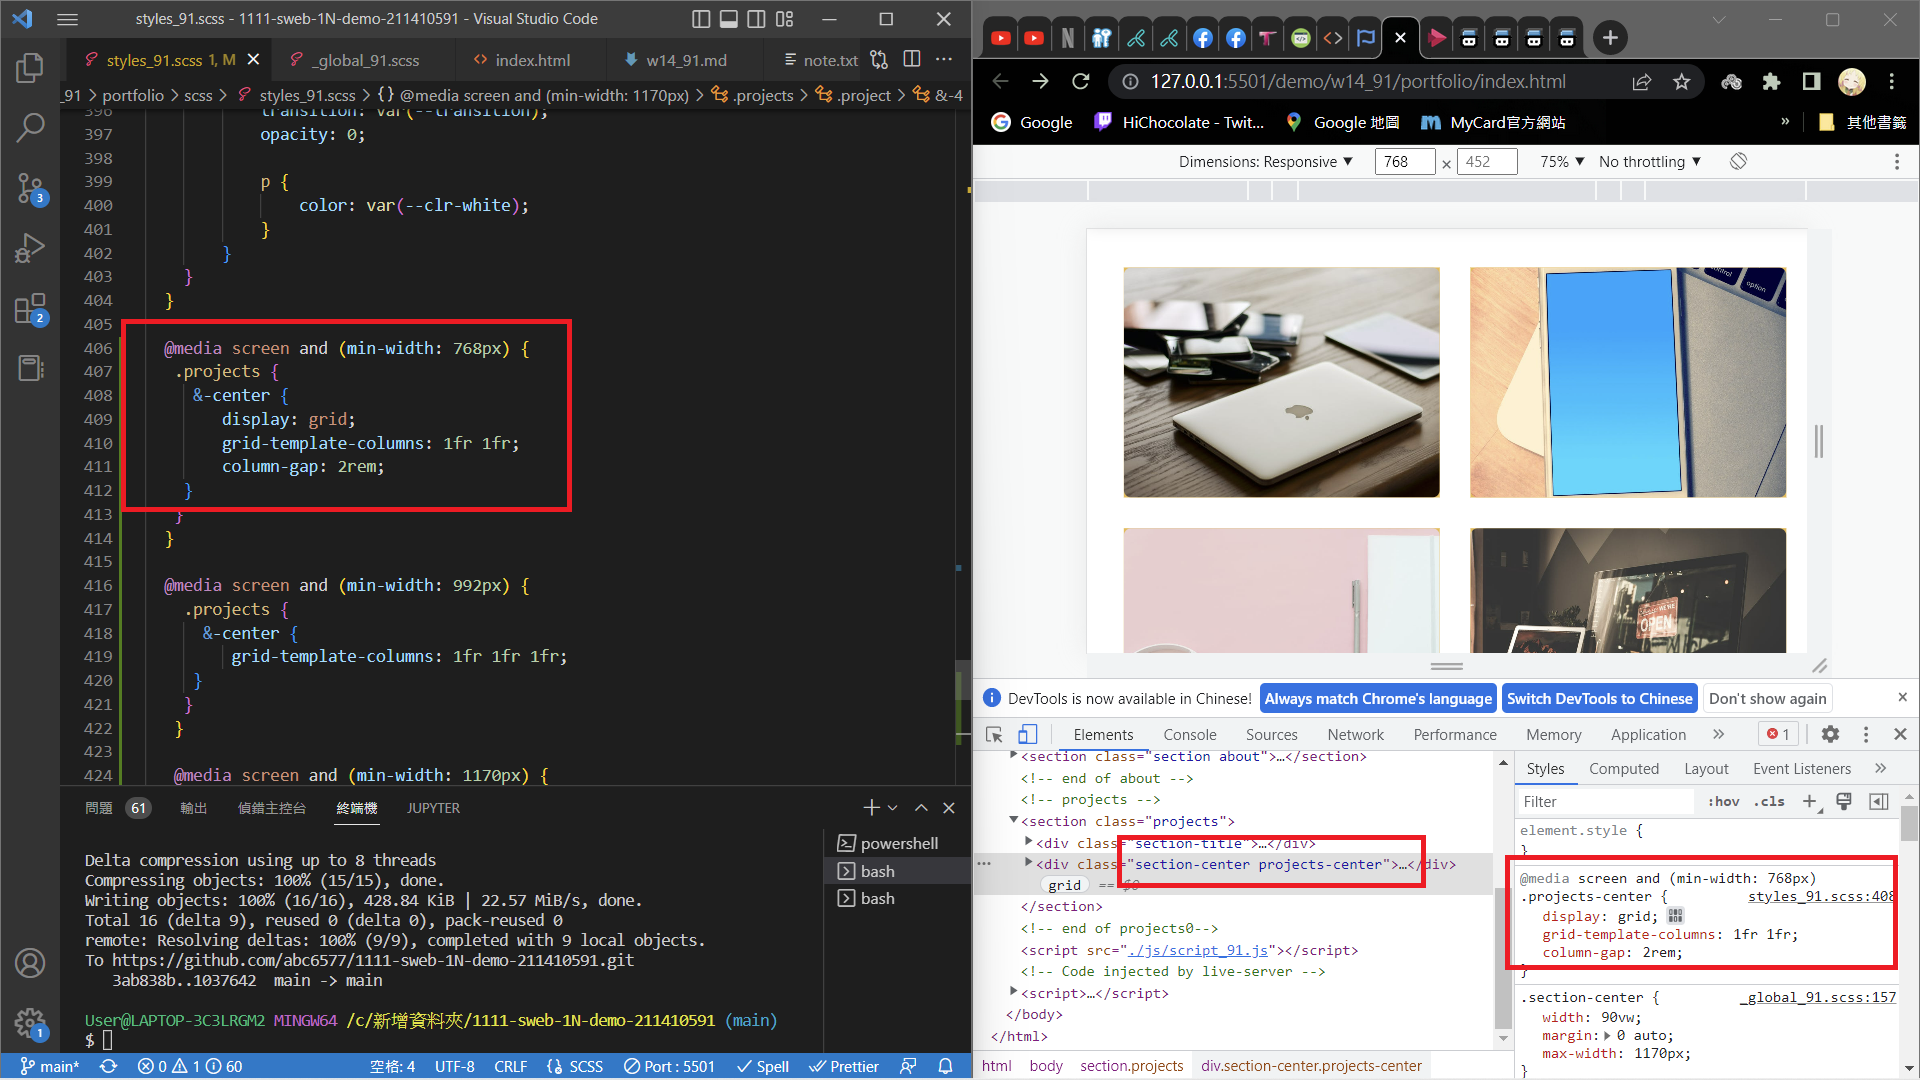 styles_91.scss - 1111-sweb-1N-demo-211410591 - Visual Studio Code
styles_91.scss 1, M
_global_91.scss
index.html
w14_91.md
note.txt
_91 > portfolio > scss > styles_91.scss > {} @media screen and (min-width: 1170px) > .projects > .project > &-4
396 transition: var(--transition);
397 opacity: 0;
398
399 p {
400 color: var(--clr-white);
401 }
402 }
403 }
404 }
405
406 @media screen and (min-width: 768px) {
407 .projects {
408 &-center {
409 display: grid;
410 grid-template-columns: 1fr 1fr;
411 column-gap: 2rem;
412 }
413 }
414 }
415
416 @media screen and (min-width: 992px) {
417 .projects {
418 &-center {
419 grid-template-columns: 1fr 1fr 1fr;
420 }
421 }
422 }
423
424 @media screen and (min-width: 1170px) {
問題 61 輸出 偵錯主控台 終端機 JUPYTER
powershell
bash
bash
Delta compression using up to 8 threads
Compressing objects: 100% (15/15), done.
Writing objects: 100% (16/16), 428.84 KiB | 22.57 MiB/s, done.
Total 16 (delta 9), reused 0 (delta 0), pack-reused 0
remote: Resolving deltas: 100% (9/9), completed with 9 local objects.
To https://github.com/abc6577/1111-sweb-1N-demo-211410591.git
3ab838b..1037642 main -> main
User@LAPTOP-3C3LRGM2 MINGW64 /c/新增資料夾/1111-sweb-1N-demo-211410591 (main)
$
3
2
1
main* 0 1 60 空格: 4 UTF-8 CRLF {} SCSS Port : 5501 Spell Prettier
127.0.0.1:5501/demo/w14_91/portfolio/index.html
Google HiChocolate - Twit... Google 地圖 MyCard官方網站 » 其他書籤
Dimensions: Responsive ▼ 768 × 452 75% ▼ No throttling ▼
control
option
OPEN
DevTools is now available in Chinese! Always match Chrome's language Switch DevTools to Chinese Don't show again
Elements Console Sources Network Performance Memory Application » 1
<section class="section about">…</section>
<!-- end of about -->
<!-- projects -->
<section class="projects">
<div class="section-title">…</div>
<div class="section-center projects-center">…</div>
grid == $0
</section>
<!-- end of projects0-->
<script src="./js/script_91.js"></script>
<!-- Code injected by live-server -->
<script>…</script>
</body>
</html>
html body section.projects div.section-center.projects-center
Styles Computed Layout Event Listeners »
Filter :hov .cls +
element.style {
}
@media screen and (min-width: 768px)
.projects-center { styles_91.scss:408
display: grid;
grid-template-columns: 1fr 1fr;
column-gap: 2rem;
}
.section-center { _global_91.scss:157
width: 90vw;
margin: 0 auto;
max-width: 1170px;
}